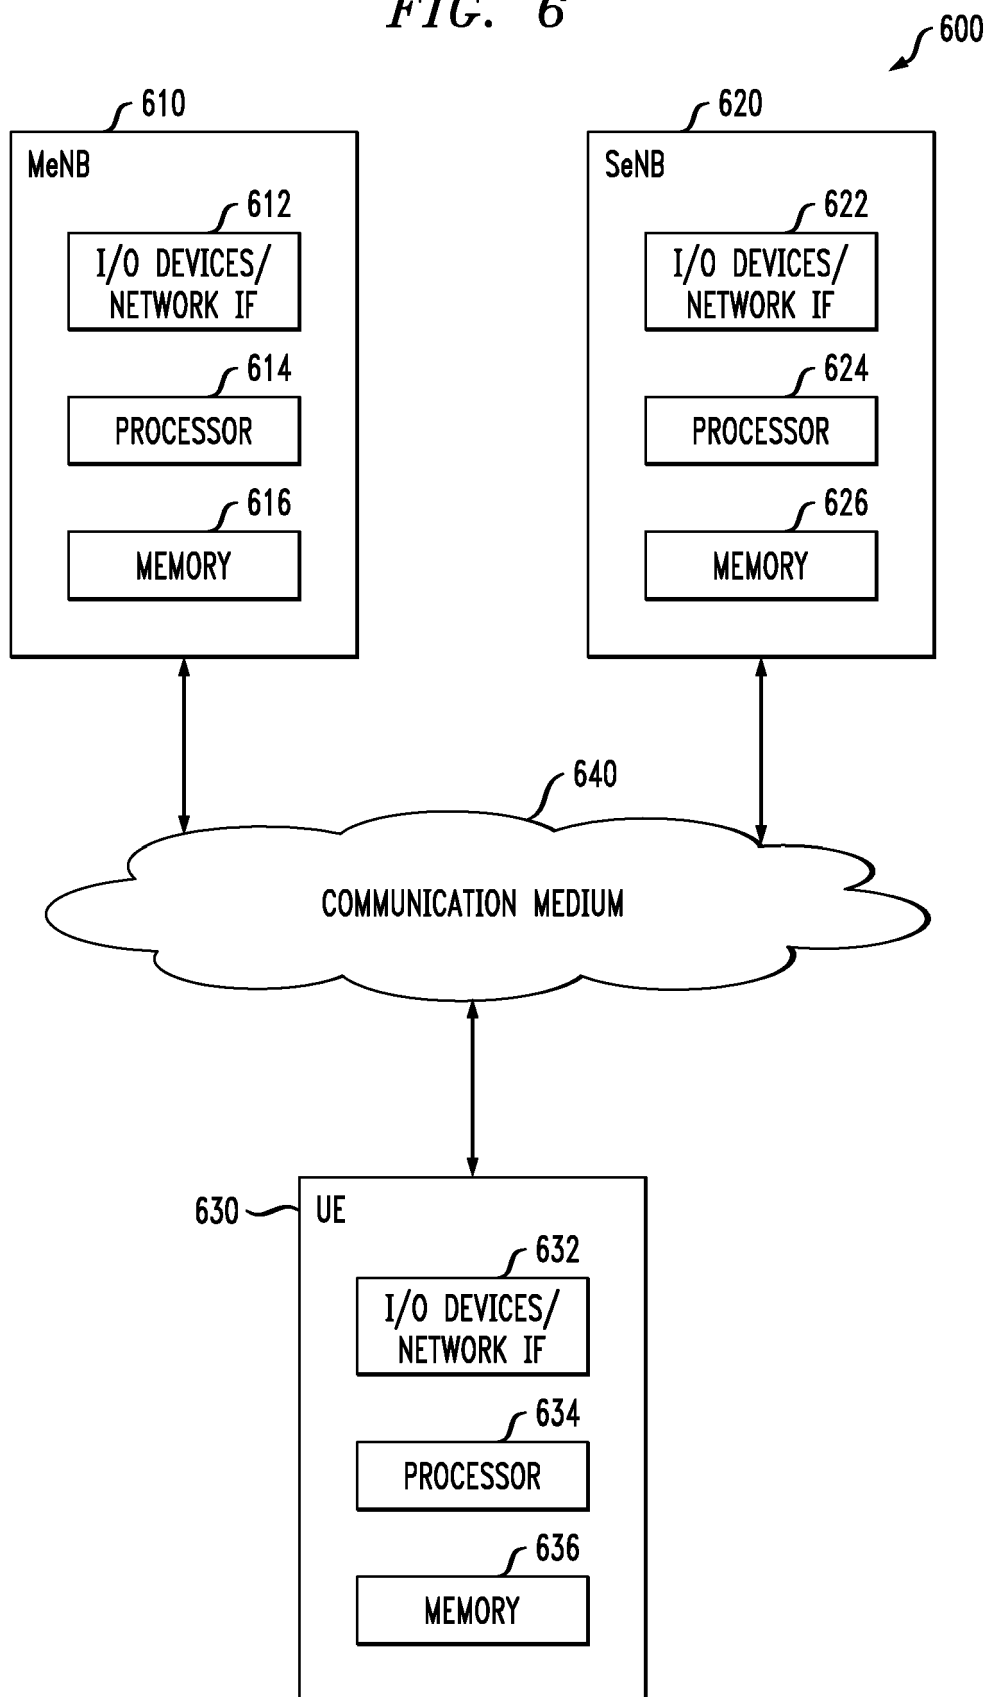 FIG. 6
600
610
MeNB
612
I/O DEVICES/
NETWORK IF
614
PROCESSOR
616
MEMORY
620
SeNB
622
I/O DEVICES/
NETWORK IF
624
PROCESSOR
626
MEMORY
640
COMMUNICATION MEDIUM
630
UE
632
I/O DEVICES/
NETWORK IF
634
PROCESSOR
636
MEMORY